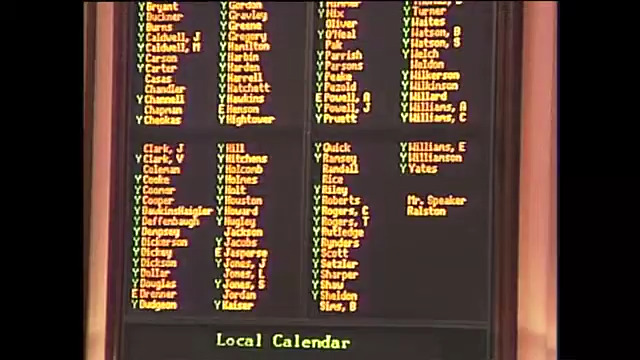 Y Bryant
Y Buckner
Y Burns
Y Caldwell, J
Y Caldwell, M
Y Carson
Y Carter
Casas
Chandler
Y Channell
Chapman
Y Cheokas
Clark, J
Y Clark, V
Coleman
Y Cooke
Y Coomer
Y Cooper
Y DawkinsHaigler
Y Deffenbaugh
Y Dempsey
Y Dickerson
Y Dickey
Y Dickson
Y Dollar
Y Douglas
E Drenner
Y Dudgeon
Y Gordon
Y Gravley
Y Greene
Y Gregory
Y Hamilton
Y Harbin
Y Harden
Y Harrell
Y Hatchett
Y Hawkins
E Henson
Y Hightower
Y Hill
Y Hitchens
Y Holcomb
Y Holmes
Y Holt
Y Houston
Y Howard
Y Hugley
Jackson
Y Jacobs
E Jasperse
Y Jones, J
Jones, L
Y Jones, S
Jordan
Y Kaiser
Y Nix
Oliver
Y O'Neal
Pak
Y Parrish
Y Parsons
Y Peake
Y Pezold
E Powell, A
Y Powell, J
Y Pruett
Y Quick
Y Ramsey
Randall
Rice
Y Riley
Y Roberts
Y Rogers, C
Y Rogers, T
Y Rutledge
Y Rynders
Y Scott
Y Setzler
Y Sharper
Y Shaw
Y Sheldon
Sims, B
Y Turner
Y Waites
Y Watson, B
Y Watson, S
Y Welch
Weldon
Y Wilkerson
Y Wilkinson
Y Willard
Y Williams, A
Y Williams, C
Y Williams, E
Y Williamson
Y Yates
Mr. Speaker
Ralston
Local Calendar